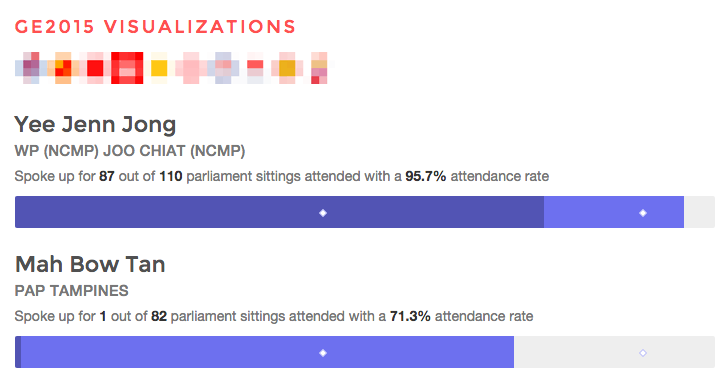 GE2015 VISUALIZATIONS
Yee Jenn Jong
WP (NCMP) JOO CHIAT (NCMP)
Spoke up for 87 out of 110 parliament sittings attended with a 95.7% attendance rate
Mah Bow Tan
PAP TAMPINES
Spoke up for 1 out of 82 parliament sittings attended with a 71.3% attendance rate